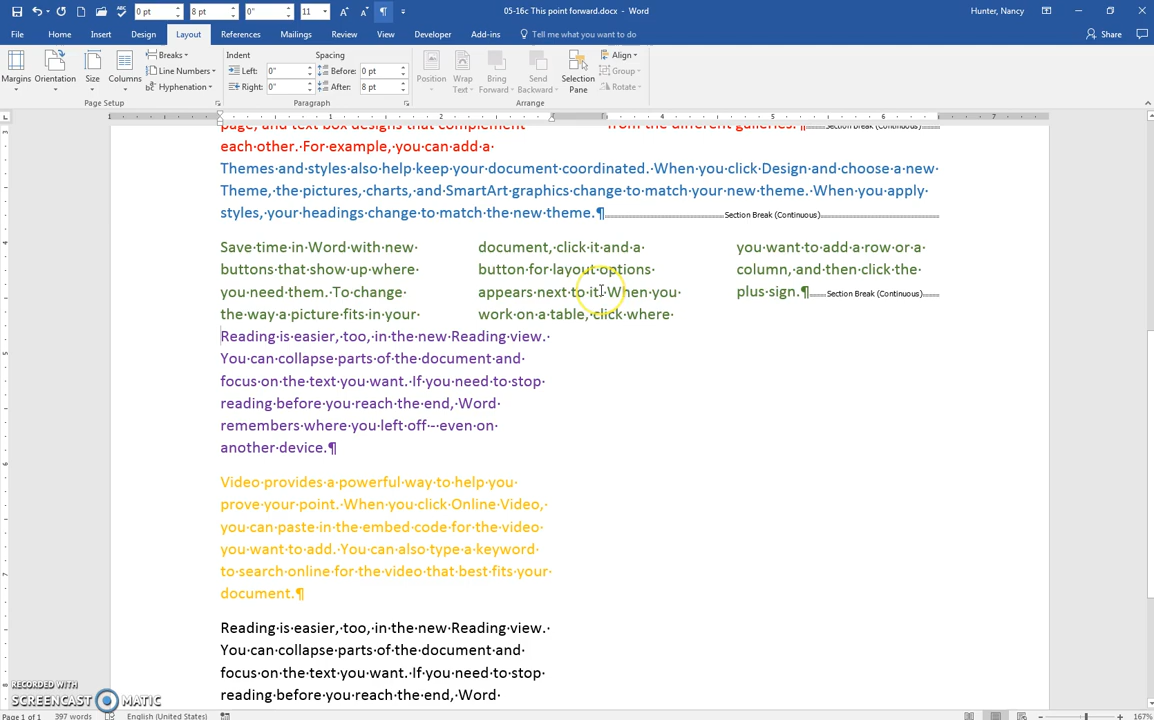 0 pt 8 pt 0" 11 05-16c This point forward.docx - Word Hunter, Nancy
File Home Insert Design Layout References Mailings Review View Developer Add-ins Tell me what you want to do Share
Margins Orientation Size Columns Breaks Line Numbers Hyphenation Page Setup
Indent Left: 0" Right: 0" Spacing Before: 0 pt After: 8 pt Paragraph
Position Wrap Text Bring Forward Send Backward Selection Pane Align Group Rotate Arrange
1 1 2 4 5 6 7
page, and text box designs that complement
each other. For example, you can add a
from the different galleries.¶ Section Break (Continuous)
Themes and styles also help keep your document coordinated. When you click Design and choose a new
Theme, the pictures, charts, and SmartArt graphics change to match your new theme. When you apply
styles, your headings change to match the new theme.¶ Section Break (Continuous)
Save time in Word with new
buttons that show up where
you need them. To change
the way a picture fits in your
document, click it and a
button for layout options
appears next to it. When you
work on a table, click where
you want to add a row or a
column, and then click the
plus sign.¶ Section Break (Continuous)
Reading is easier, too, in the new Reading view.
You can collapse parts of the document and
focus on the text you want. If you need to stop
reading before you reach the end, Word
remembers where you left off -- even on
another device.¶
Video provides a powerful way to help you
prove your point. When you click Online Video,
you can paste in the embed code for the video
you want to add. You can also type a keyword
to search online for the video that best fits your
document.¶
Reading is easier, too, in the new Reading view.
You can collapse parts of the document and
focus on the text you want. If you need to stop
reading before you reach the end, Word
RECORDED WITH
SCREENCAST MATIC
Page 1 of 1 397 words English (United States) 167%